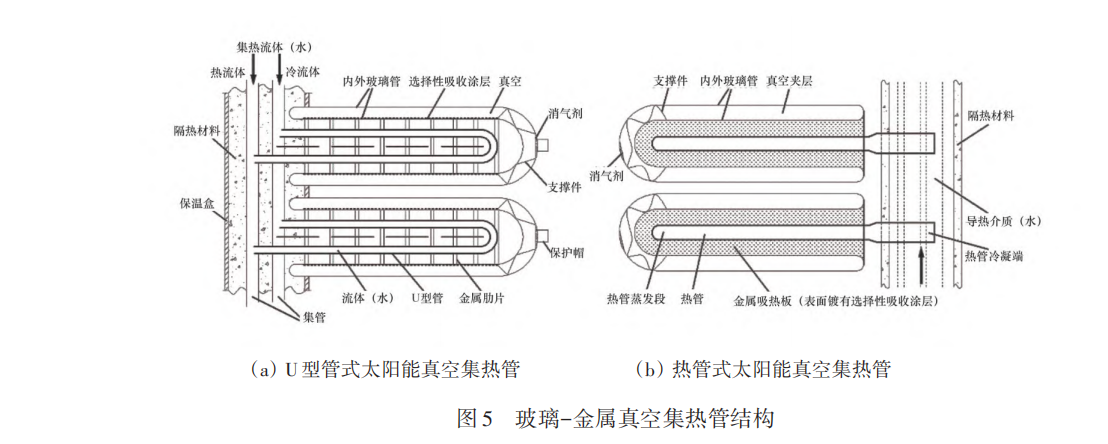 集热流体（水）
热流体
冷流体
内外玻璃管
选择性吸收涂层
真空
消气剂
隔热材料
支撑件
保温盒
保护帽
流体（水）
U型管
金属肋片
集管
支撑件
内外玻璃管
真空夹层
隔热材料
消气剂
导热介质（水）
热管冷凝端
热管蒸发段
热管
金属吸热板（表面镀有选择性吸收涂层）
（a）U型管式太阳能真空集热管
（b）热管式太阳能真空集热管
图5 玻璃-金属真空集热管结构